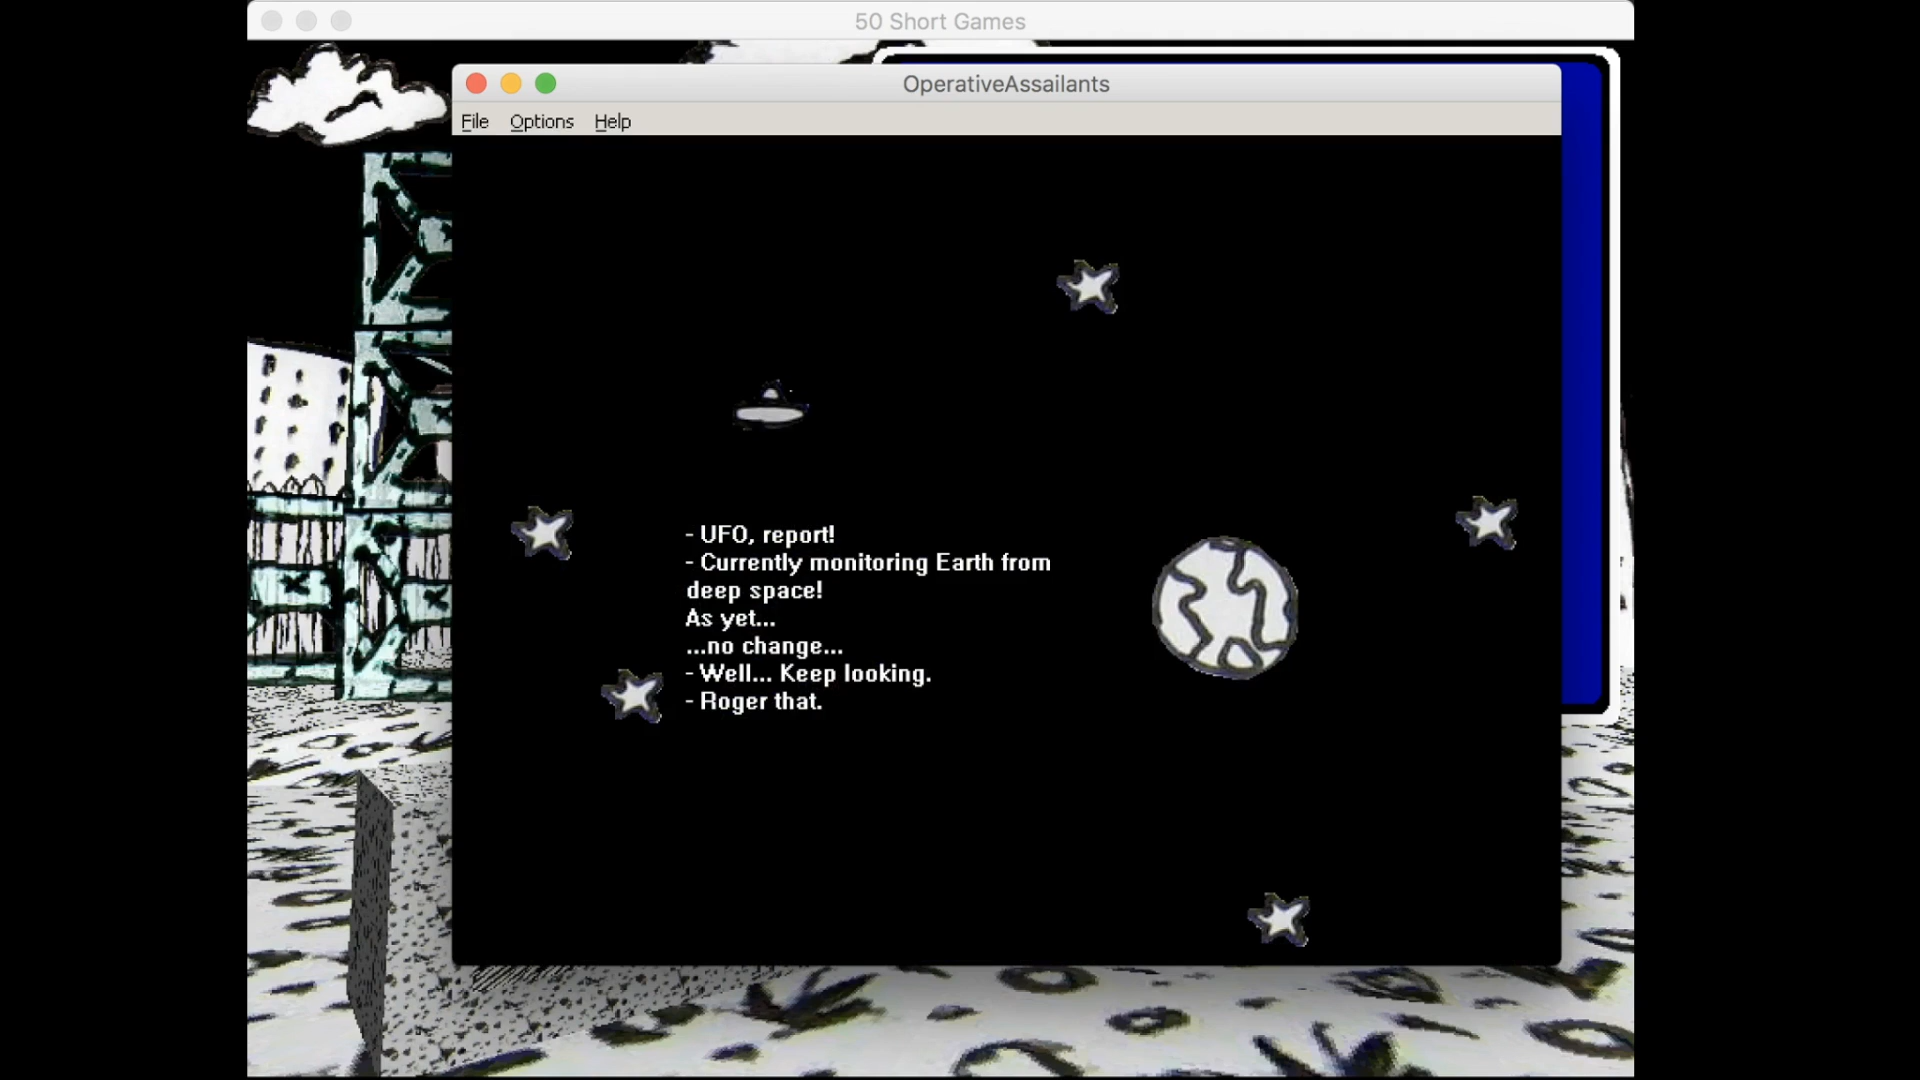 50 Short Games
OperativeAssailants
File Options Help
- UFO, report!
- Currently monitoring Earth from
deep space!
As yet...
...no change...
- Well... Keep looking.
- Roger that.